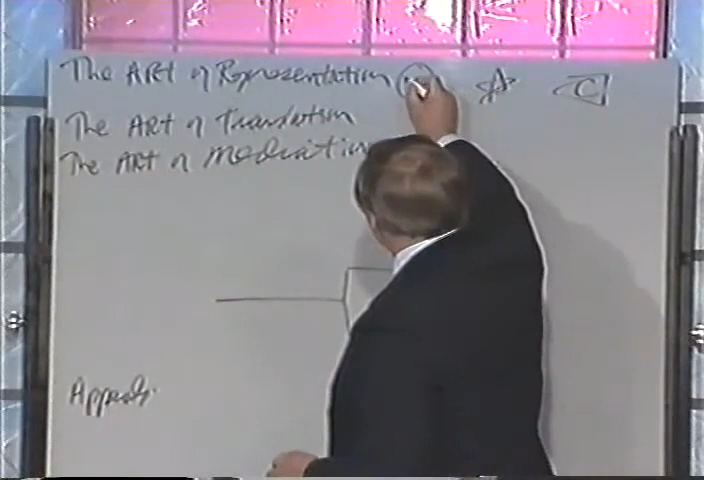 The ART of Representation A C
The ART of Translation
The ART of Mediation
Appeals.